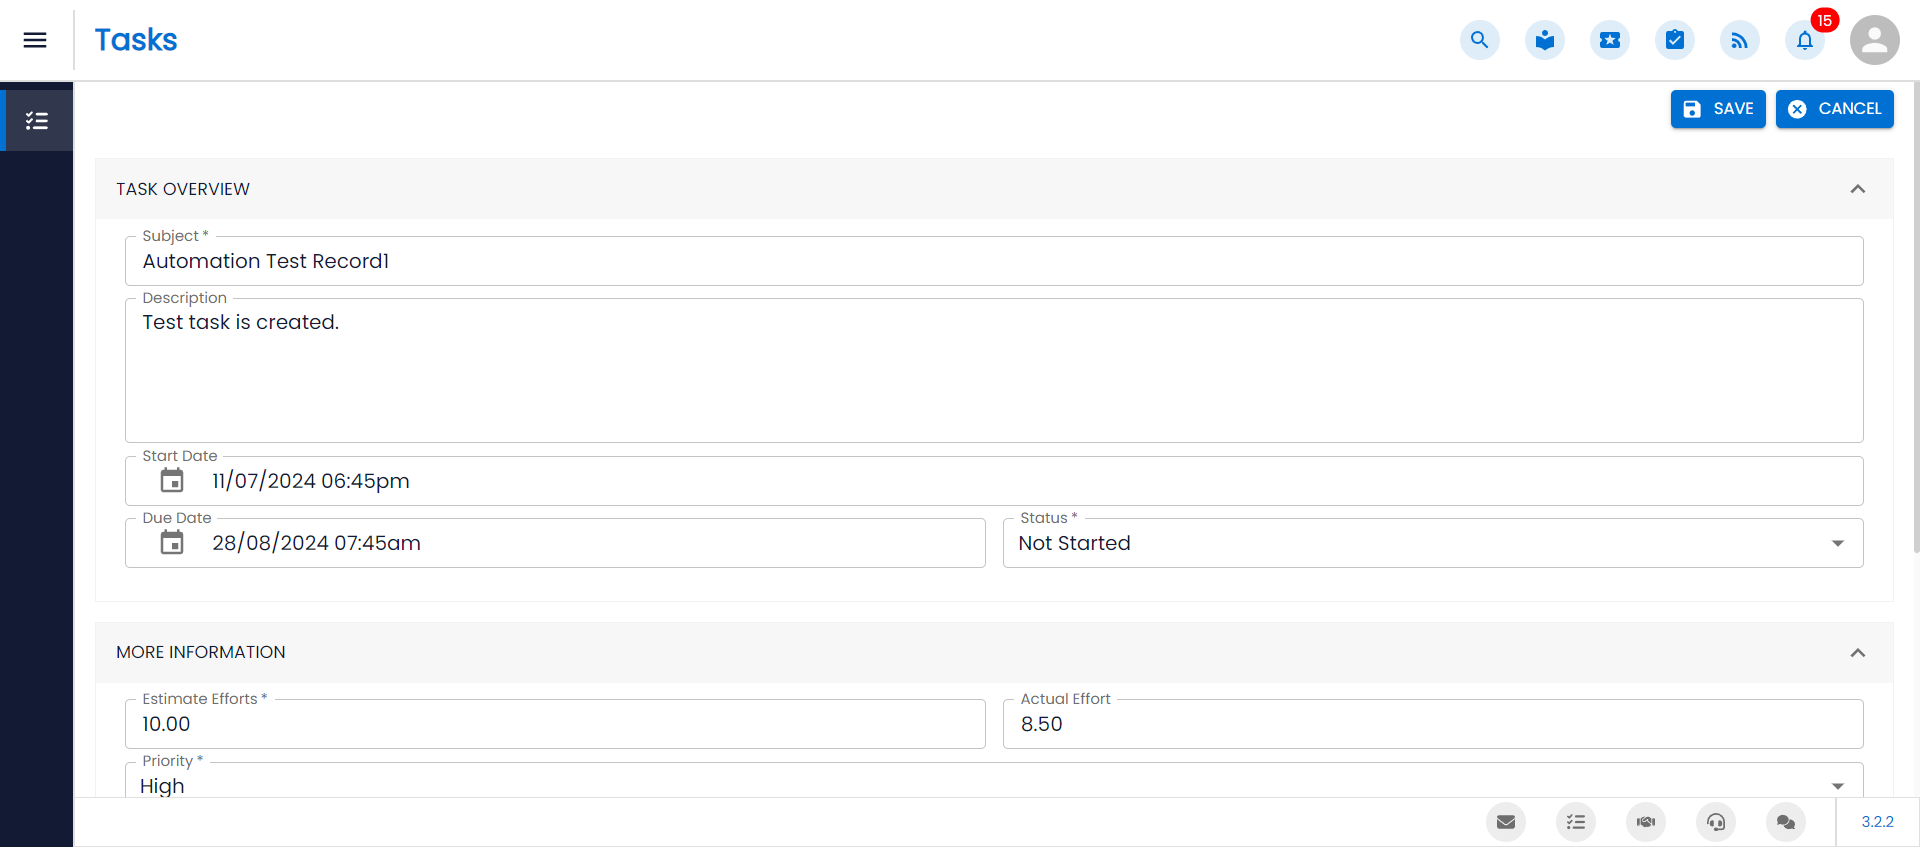 Tasks
15
SAVE
CANCEL
TASK OVERVIEW
Subject *
Automation Test Record1
Description
Test task is created.
Start Date
11/07/2024 06:45pm
Due Date
28/08/2024 07:45am
Status *
Not Started
MORE INFORMATION
Estimate Efforts *
10.00
Actual Effort
8.50
Priority *
High
3.2.2